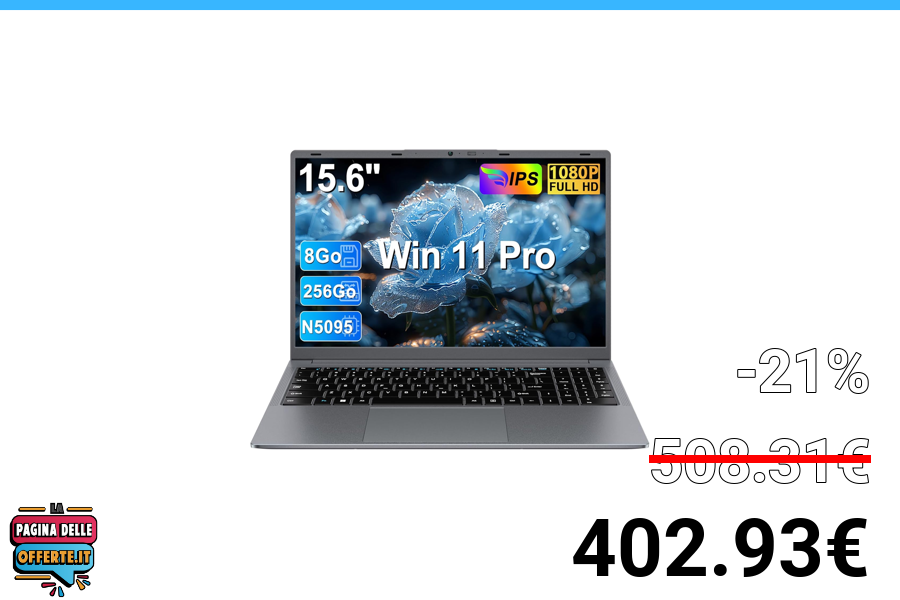 15.6"
IPS
1080P
FULL HD
8Go
Win 11 Pro
256Go
N5095
-21%
508.31€
402.93€
LA
PAGINA DELLE
OFFERTE.IT